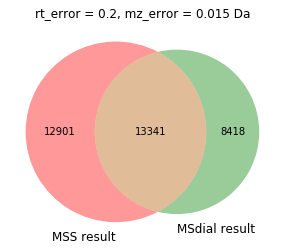 rt_error = 0.2, mz_error = 0.015 Da
12901
13341
8418
MSS result
MSdial result